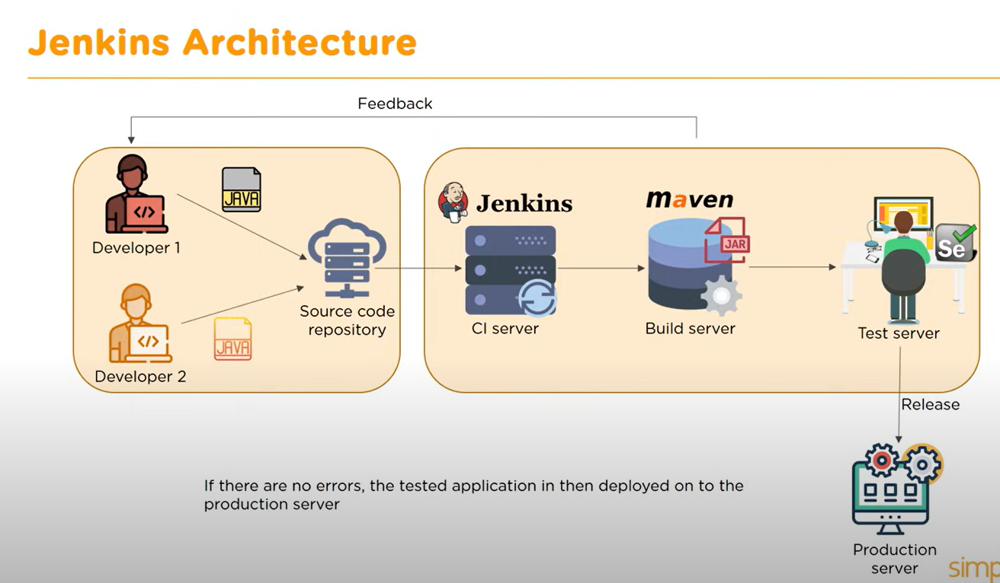 Jenkins Architecture
Feedback
JAVA
Developer 1
Source code
repository
JAVA
Developer 2
Jenkins
CI server
maven
JAR
Build server
Se
Test server
Release
If there are no errors, the tested application in then deployed on to the
production server
Production
server
simp